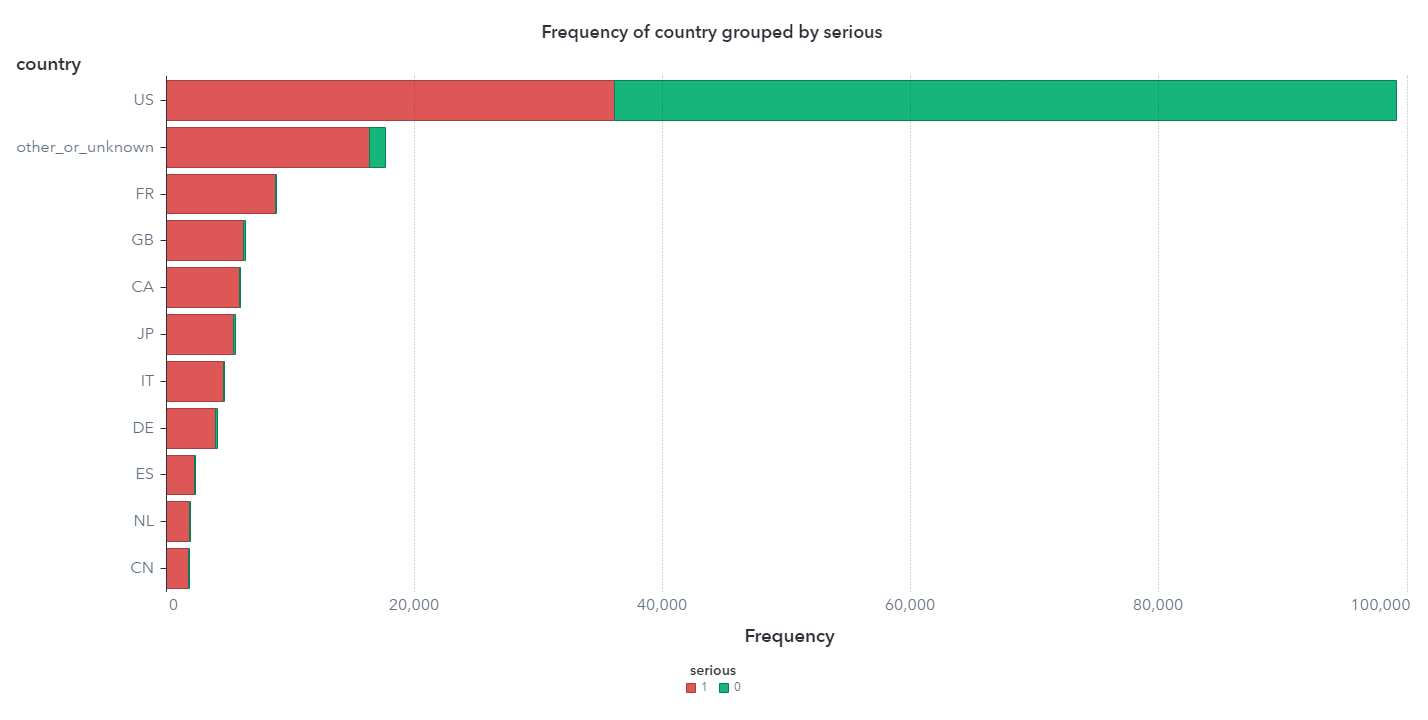 Frequency of country grouped by serious
country
US
other_or_unknown
FR
GB
CA
JP
IT
DE
ES
NL
CN
0 20,000 40,000 60,000 80,000 100,000
Frequency
serious
1 0